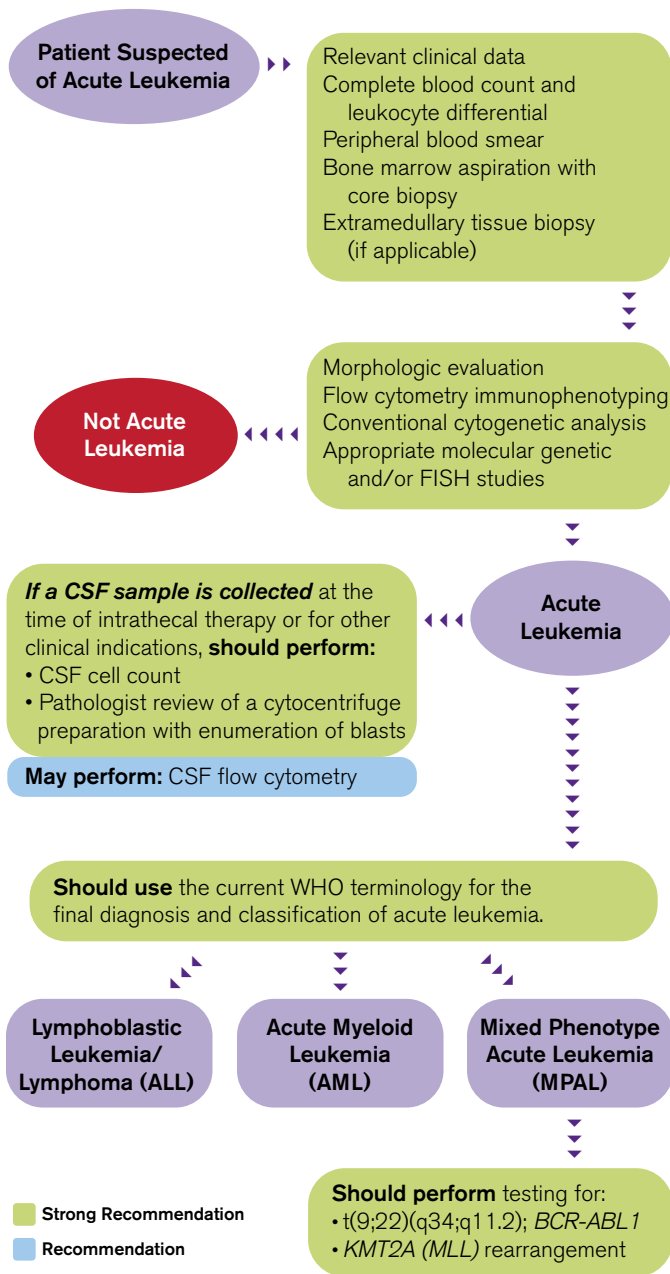 Patient Suspected
of Acute Leukemia
Relevant clinical data
Complete blood count and
leukocyte differential
Peripheral blood smear
Bone marrow aspiration with
core biopsy
Extramedullary tissue biopsy
(if applicable)
Morphologic evaluation
Flow cytometry immunophenotyping
Conventional cytogenetic analysis
Appropriate molecular genetic
and/or FISH studies
Not Acute
Leukemia
Acute
Leukemia
If a CSF sample is collected at the
time of intrathecal therapy or for other
clinical indications, should perform:
• CSF cell count
• Pathologist review of a cytocentrifuge
preparation with enumeration of blasts
May perform: CSF flow cytometry
Should use the current WHO terminology for the
final diagnosis and classification of acute leukemia.
Lymphoblastic
Leukemia/
Lymphoma (ALL)
Acute Myeloid
Leukemia
(AML)
Mixed Phenotype
Acute Leukemia
(MPAL)
Should perform testing for:
• t(9;22)(q34;q11.2); BCR-ABL1
• KMT2A (MLL) rearrangement
Strong Recommendation
Recommendation